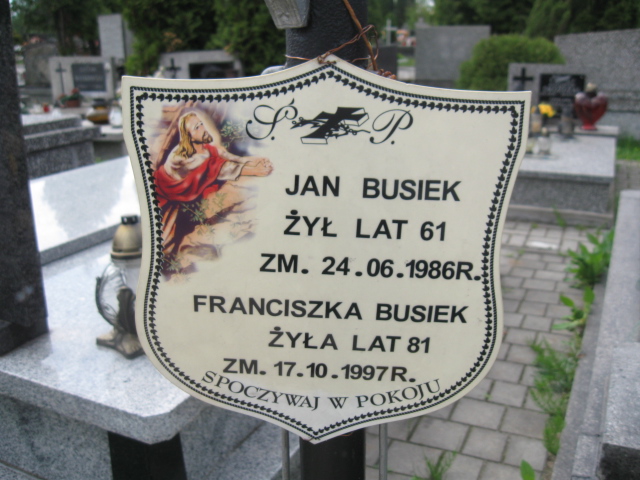 Ś. P.
JAN BUSIEK
ŻYŁ LAT 61
ZM. 24.06.1986R.
FRANCISZKA BUSIEK
ŻYŁA LAT 81
ZM. 17.10.1997R.
SPOCZYWAJ W POKOJU